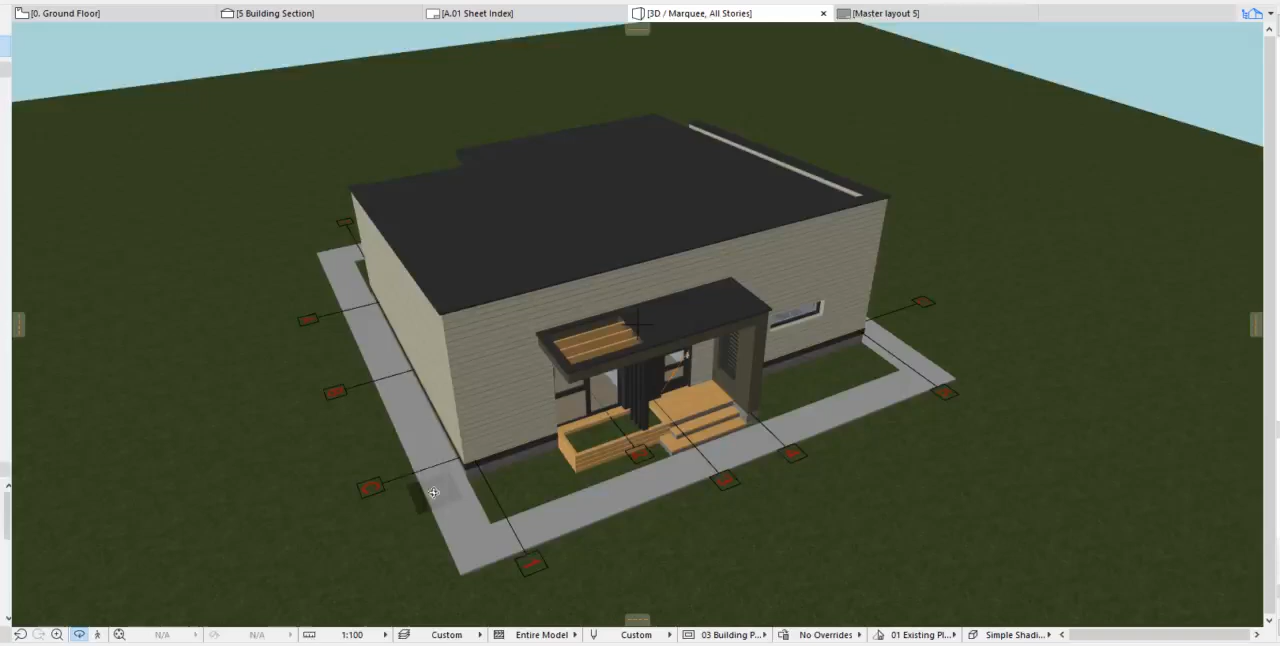 [0. Ground Floor]
[5 Building Section]
[A.01 Sheet Index]
[3D / Marquee, All Stories]
[Master layout 5]
N/A
N/A
1:100
Custom
Entire Model
Custom
03 Building P...
No Overrides
01 Existing Pl...
Simple Shadi...